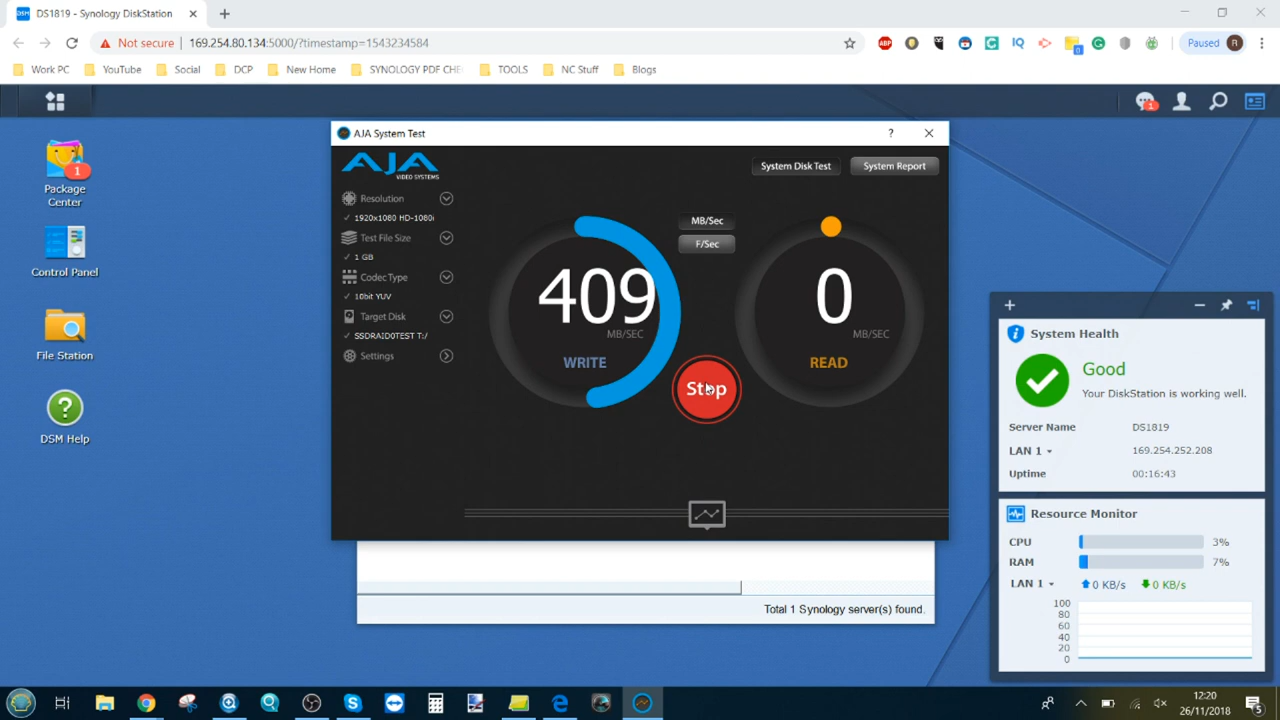 DSM
DS1819 - Synology DiskStation
Not secure
169.254.80.134:5000/?timestamp=1543234584
ABP
IQ
Paused
R
Work PC
YouTube
Social
DCP
New Home
SYNOLOGY PDF CHE
TOOLS
NC Stuff
Blogs
1
1
Package
Center
Control Panel
File Station
?
DSM Help
AJA System Test
?
AJA
VIDEO SYSTEMS
System Disk Test
System Report
Resolution
1920x1080 HD-1080i
Test File Size
1 GB
Codec Type
10bit YUV
Target Disk
SSDRAID0TEST T:/
Settings
MB/Sec
F/Sec
409
MB/SEC
WRITE
0
MB/SEC
READ
Stop
Total 1 Synology server(s) found.
System Health
Good
Your DiskStation is working well.
Server Name
DS1819
LAN 1
169.254.252.208
Uptime
00:16:43
Resource Monitor
CPU
3%
RAM
7%
LAN 1
0 KB/s
0 KB/s
100
80
60
40
20
0
12:20
26/11/2018
5